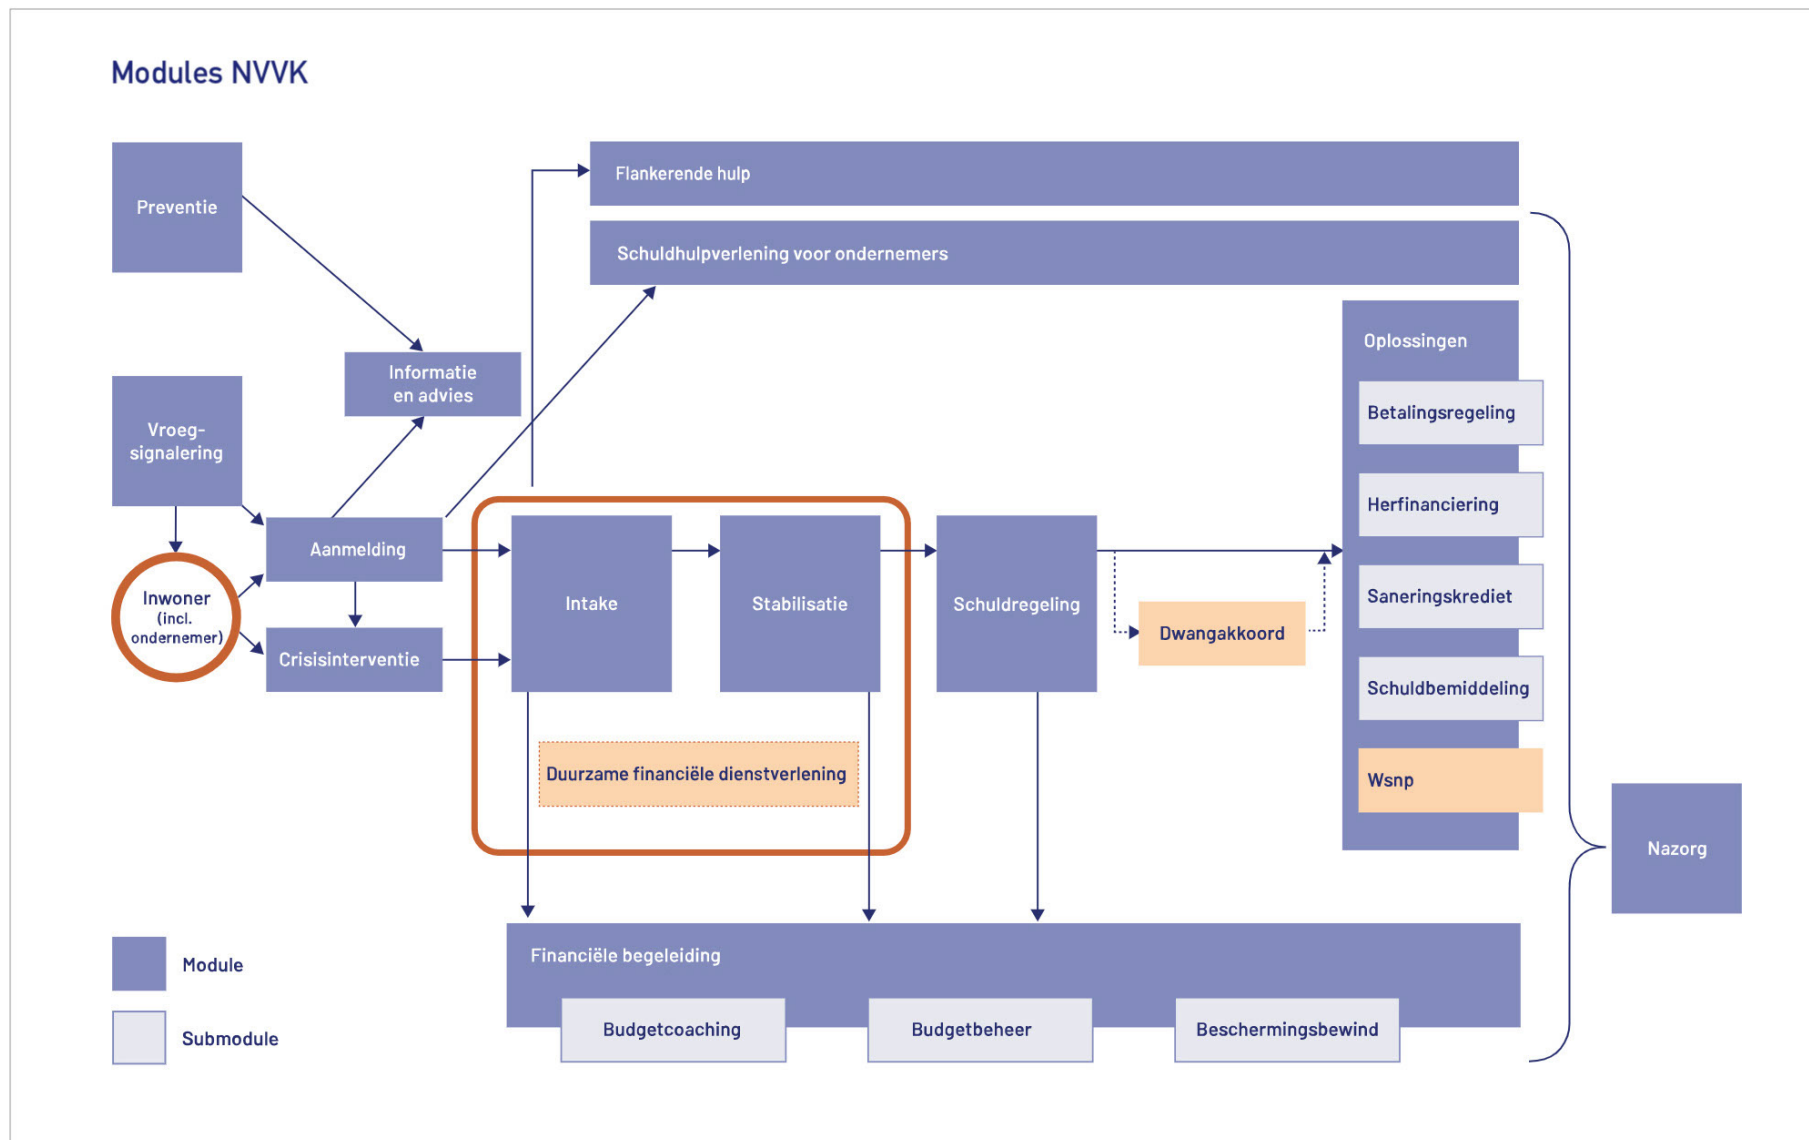 Modules NVVK
Preventie
Flankerende hulp
Schuldhulpverlening voor ondernemers
Informatie
en advies
Vroeg-
signalering
Aanmelding
Inwoner
(incl.
ondernemer)
Crisisinterventie
Intake
Stabilisatie
Duurzame financiële dienstverlening
Schuldregeling
Dwangakkoord
Oplossingen
Betalingsregeling
Herfinanciering
Saneringskrediet
Schuldbemiddeling
Wsnp
Nazorg
Financiële begeleiding
Budgetcoaching
Budgetbeheer
Beschermingsbewind
Module
Submodule